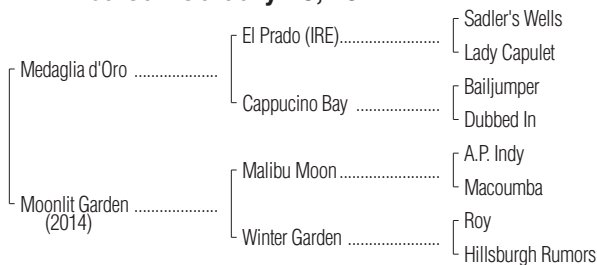 Sadler's Wells
El Prado (IRE)....................
Lady Capulet
Medaglia d'Oro ....................
Bailjumper
Cappucino Bay ....................
Dubbed In
A.P. Indy
Malibu Moon....................
Macoumba
Moonlit Garden ....................
(2014)
Roy
Winter Garden ....................
Hillsburgh Rumors